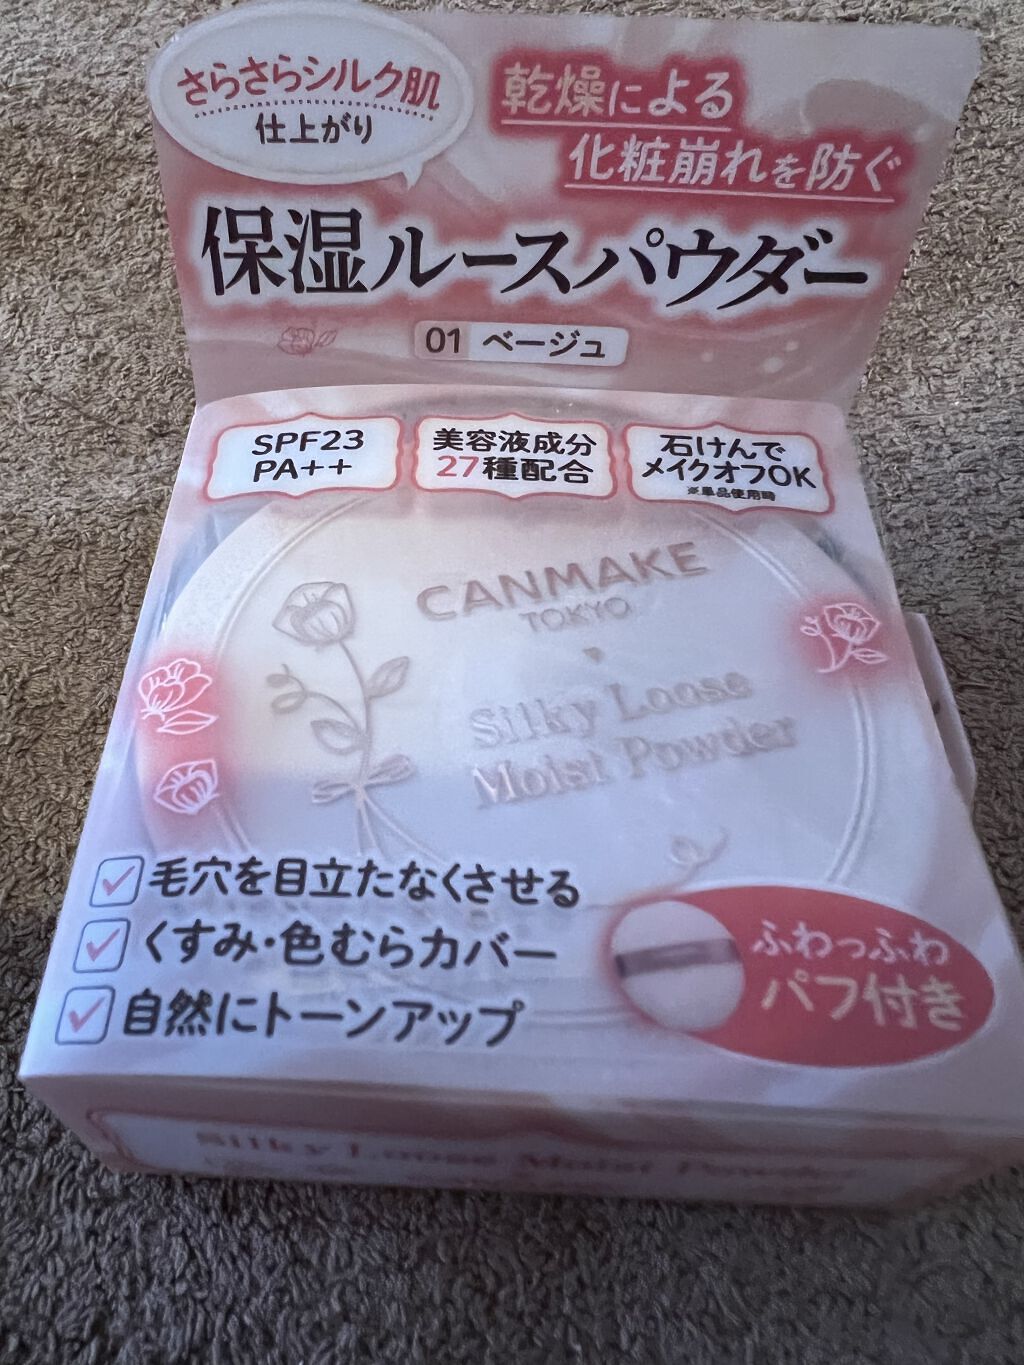 さらさらシルク肌
仕上がり
乾燥による
化粧崩れを防ぐ
保湿ルースパウダー
01 ベージュ
SPF23
PA++
美容液成分
27種配合
石けんで
メイクオフOK
※単品使用時
CANMAKE
TOKYO
Silky Loose
Moist Powder
毛穴を目立たなくさせる
くすみ・色むらカバー
自然にトーンアップ
ふわっふわ
パフ付き
Silky Loose Moist Powder